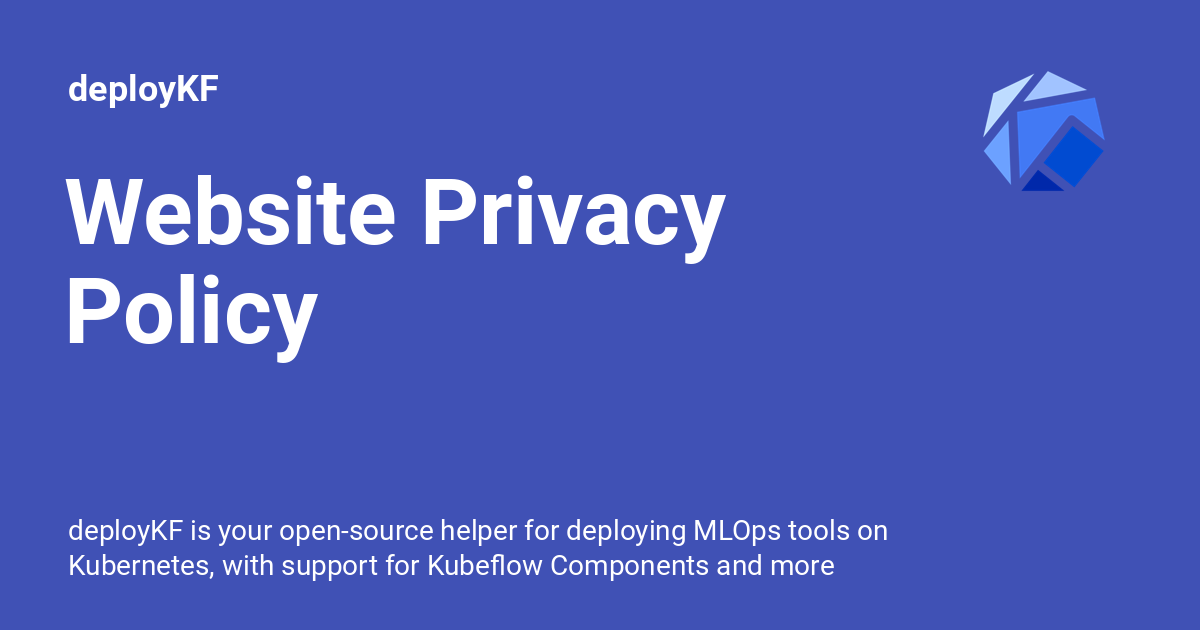 deployKF
Website Privacy
Policy
deployKF is your open-source helper for deploying MLOps tools on
Kubernetes, with support for Kubeflow Components and more